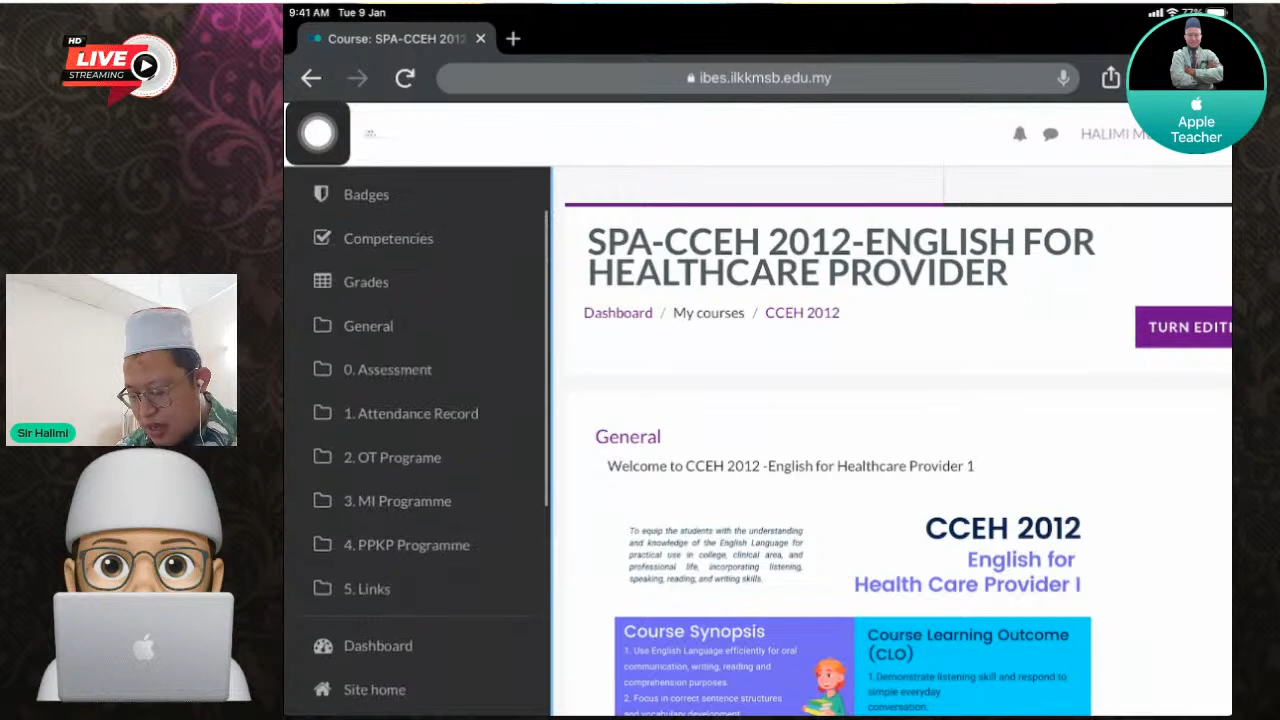 9:41 AM Tue 9 Jan
77%
HD
LIVE
STREAMING
Course: SPA-CCEH 2012
ibes.ilkkmsb.edu.my
Apple
Teacher
HALIMI M
Badges
Competencies
Grades
General
0. Assessment
1. Attendance Record
2. OT Programe
3. MI Programme
4. PPKP Programme
5. Links
Dashboard
Site home
SPA-CCEH 2012-ENGLISH FOR
HEALTHCARE PROVIDER
Dashboard / My courses / CCEH 2012
TURN EDITI
General
Welcome to CCEH 2012 -English for Healthcare Provider 1
To equip the students with the understanding
and knowledge of the English Language for
practical use in college, clinical area, and
professional life, incorporating listening,
speaking, reading, and writing skills.
CCEH 2012
English for
Health Care Provider I
Course Synopsis
1. Use English Language efficiently for oral
communication, writing, reading and
comprehension purposes.
2. Focus in correct sentence structures
and vocabulary development
Course Learning Outcome
(CLO)
1.Demonstrate listening skill and respond to
simple everyday
conversation.
Sir Halimi